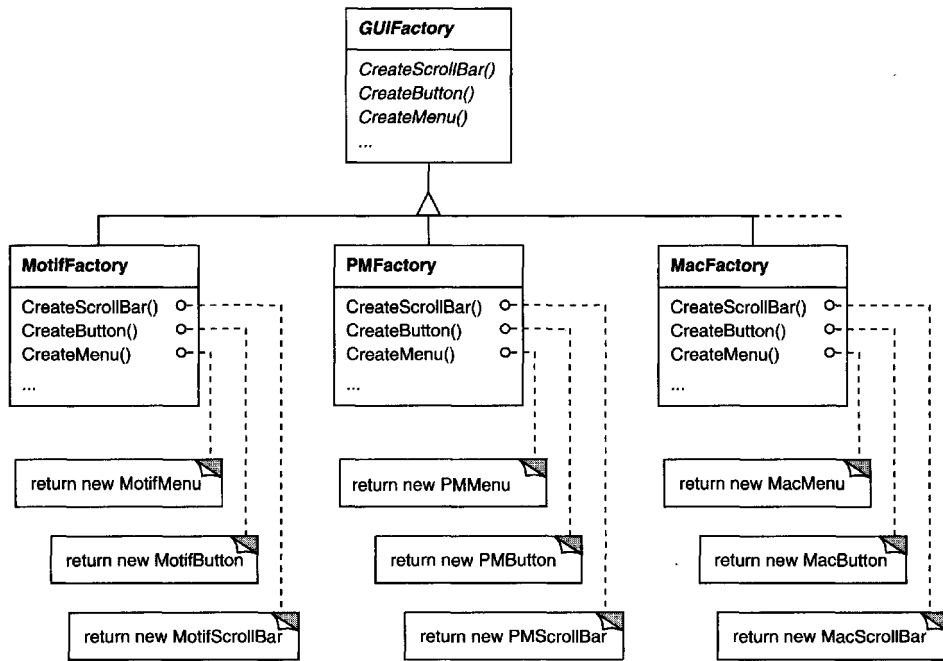 GUIFactory
CreateScrollBar()
CreateButton()
CreateMenu()
...
MotifFactory
CreateScrollBar()
CreateButton()
CreateMenu()
...
PMFactory
CreateScrollBar()
CreateButton()
CreateMenu()
...
MacFactory
CreateScrollBar()
CreateButton()
CreateMenu()
...
return new MotifMenu
return new PMMenu
return new MacMenu
return new MotifButton
return new PMButton
return new MacButton
return new MotifScrollBar
return new PMScrollBar
return new MacScrollBar